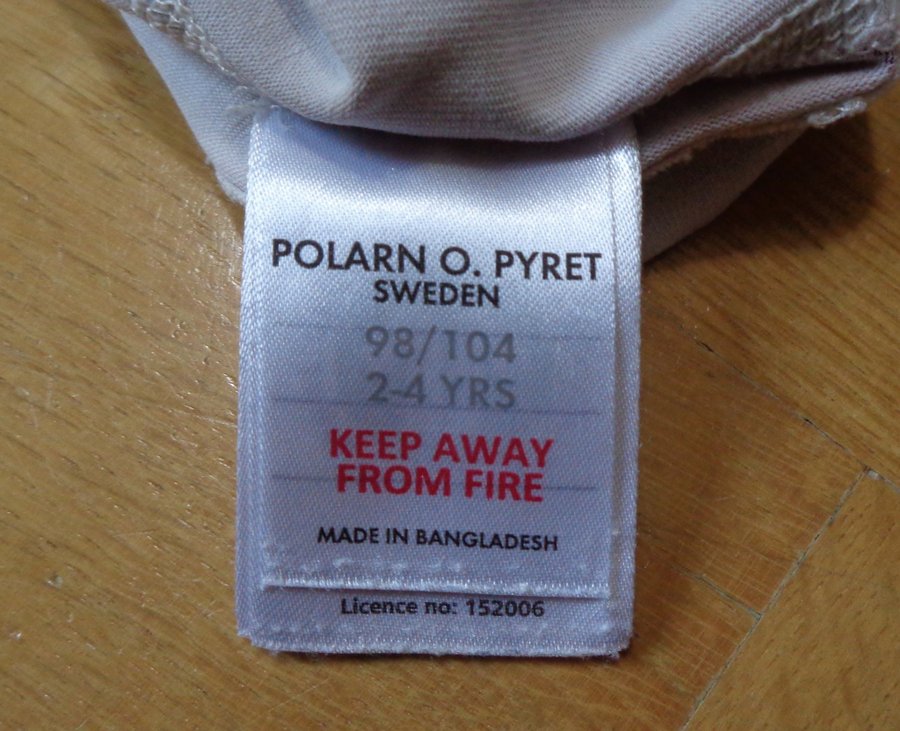 POLARN O. PYRET
SWEDEN
98/104
2-4 YRS
KEEP AWAY
FROM FIRE
MADE IN BANGLADESH
Licence no: 152006